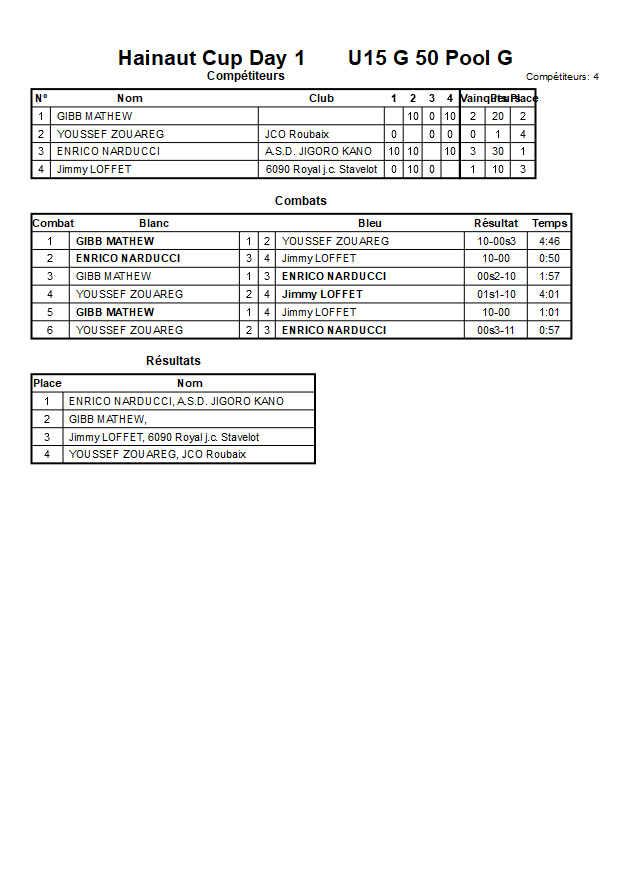 Hainaut Cup Day 1 U15 G 50 Pool G
Compétiteurs Compétiteurs: 4
N° Nom Club 1 2 3 4 Vainqueurs Pts Place
1 GIBB MATHEW 10 0 10 2 20 2
2 YOUSSEF ZOUAREG JCO Roubaix 0 0 0 0 1 4
3 ENRICO NARDUCCI A.S.D. JIGORO KANO 10 10 10 3 30 1
4 Jimmy LOFFET 6090 Royal j.c. Stavelot 0 10 0 1 10 3
Combats
Combat Blanc Bleu Résultat Temps
1 GIBB MATHEW 1 2 YOUSSEF ZOUAREG 10-00s3 4:46
2 ENRICO NARDUCCI 3 4 Jimmy LOFFET 10-00 0:50
3 GIBB MATHEW 1 3 ENRICO NARDUCCI 00s2-10 1:57
4 YOUSSEF ZOUAREG 2 4 Jimmy LOFFET 01s1-10 4:01
5 GIBB MATHEW 1 4 Jimmy LOFFET 10-00 1:01
6 YOUSSEF ZOUAREG 2 3 ENRICO NARDUCCI 00s3-11 0:57
Résultats
Place Nom
1 ENRICO NARDUCCI, A.S.D. JIGORO KANO
2 GIBB MATHEW,
3 Jimmy LOFFET, 6090 Royal j.c. Stavelot
4 YOUSSEF ZOUAREG, JCO Roubaix